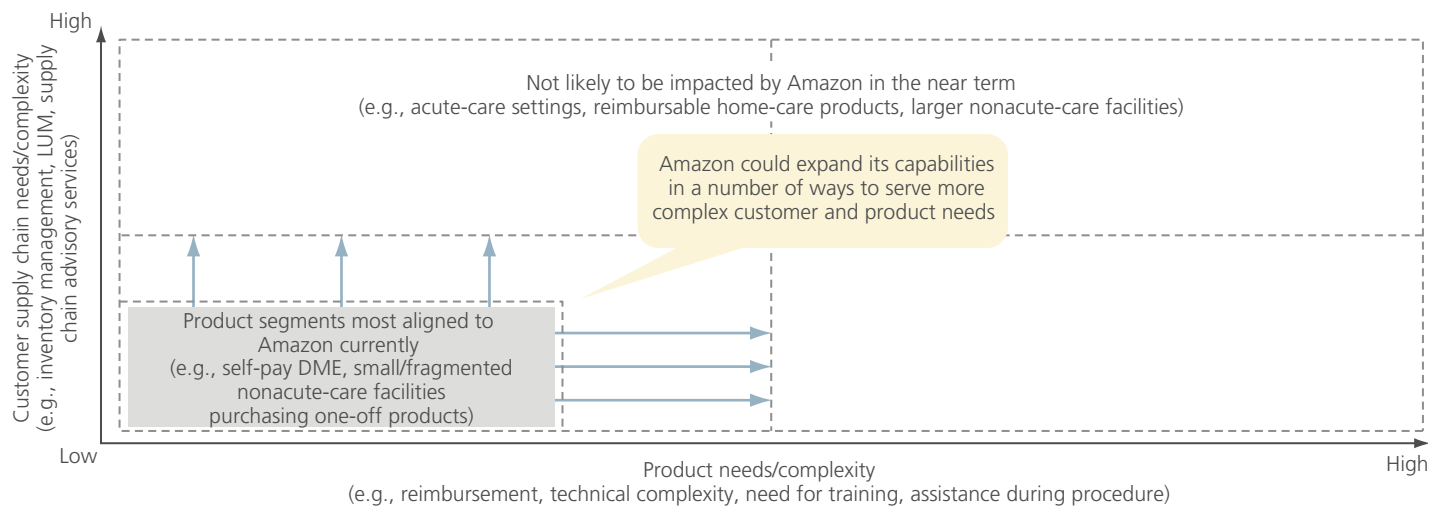 High
Customer supply chain needs/complexity
(e.g., inventory management, LUM, supply
chain advisory services)
Not likely to be impacted by Amazon in the near term
(e.g., acute-care settings, reimbursable home-care products, larger nonacute-care facilities)
Amazon could expand its capabilities
in a number of ways to serve more
complex customer and product needs
Product segments most aligned to
Amazon currently
(e.g., self-pay DME, small/fragmented
nonacute-care facilities
purchasing one-off products)
Low
High
Product needs/complexity
(e.g., reimbursement, technical complexity, need for training, assistance during procedure)